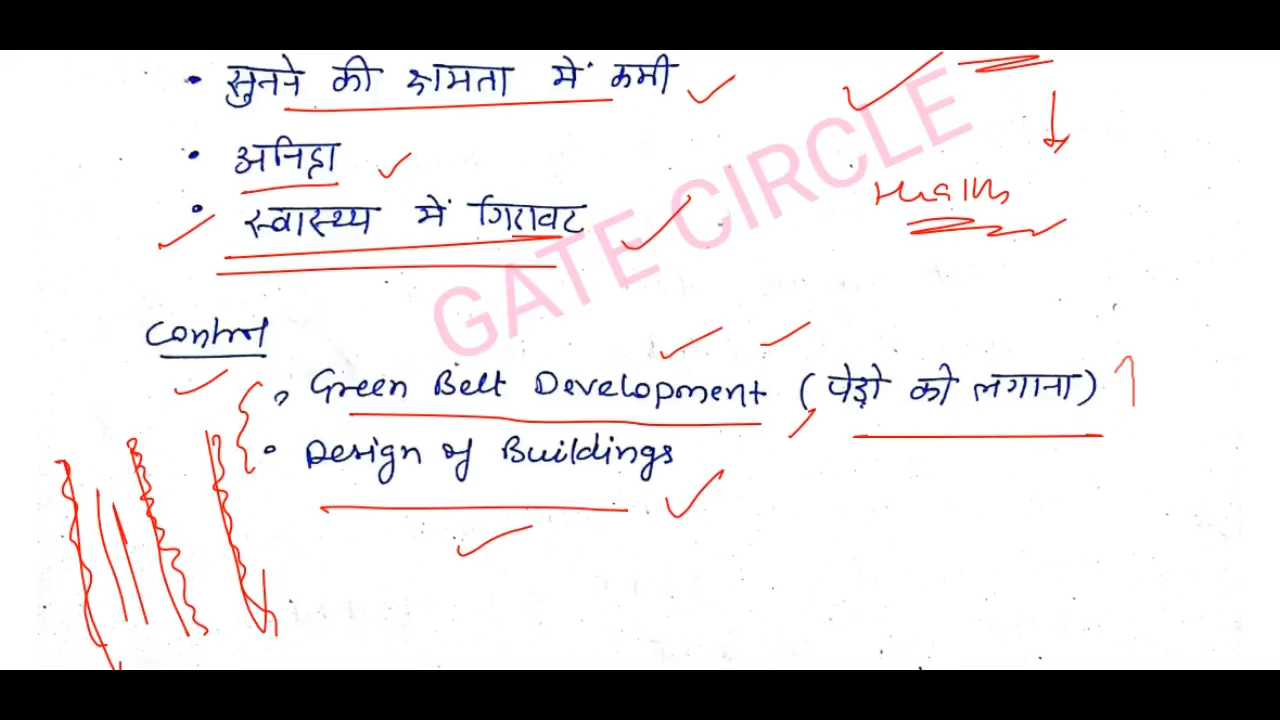 • सुनने की क्षमता में कमी
• अनिद्रा
Health
• स्वास्थ्य में गिरावट
GATE CIRCLE
Control
• Green Belt Development (पेड़ो को लगाना)
• Design of Buildings